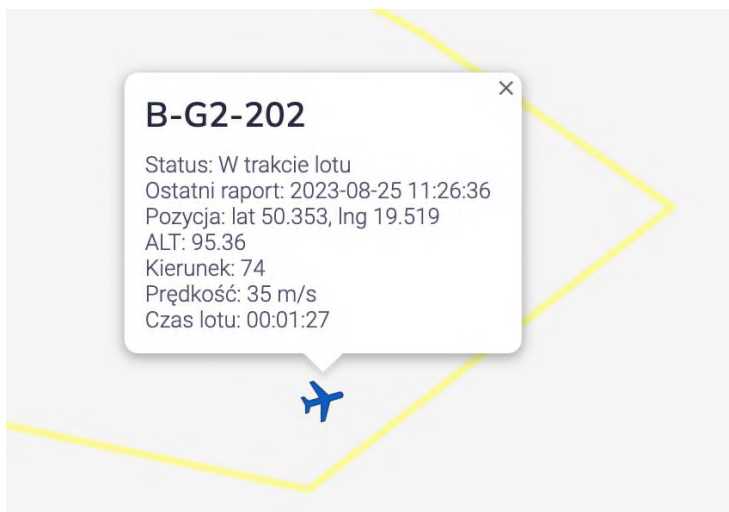 B-G2-202
Status: W trakcie lotu
Ostatni raport: 2023-08-25 11:26:36
Pozycja: lat 50.353, lng 19.519
ALT: 95.36
Kierunek: 74
Prędkość: 35 m/s
Czas lotu: 00:01:27